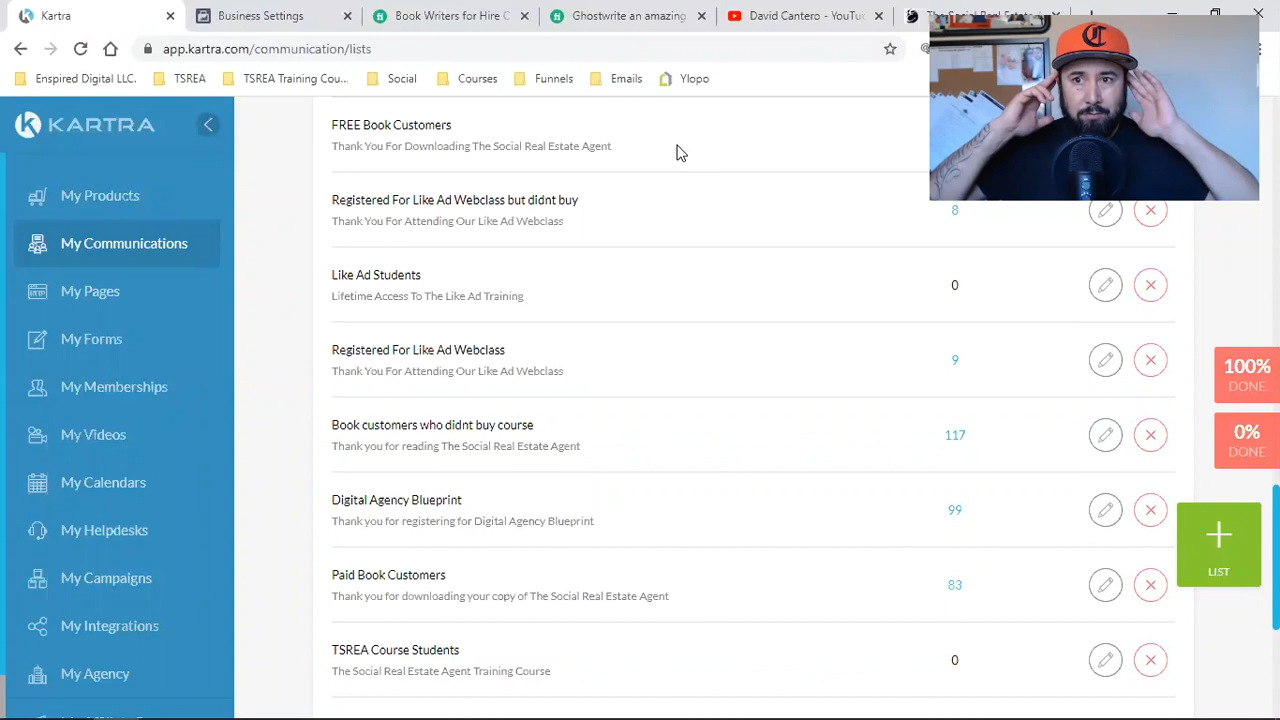 Kartra
Business Settings
Book Writer for Hire C
Ghostwrite an amazing
David Cantero - YouTu
app.kartra.com/communication/lists
Enspired Digital LLC.
TSREA
TSREA Training Cou...
Social
Courses
Funnels
Emails
Ylopo
KARTRA
My Products
My Communications
My Pages
My Forms
My Memberships
My Videos
My Calendars
My Helpdesks
My Campaigns
My Integrations
My Agency
FREE Book Customers
Thank You For Downloading The Social Real Estate Agent
Registered For Like Ad Webclass but didnt buy
Thank You For Attending Our Like Ad Webclass
8
Like Ad Students
Lifetime Access To The Like Ad Training
0
Registered For Like Ad Webclass
Thank You For Attending Our Like Ad Webclass
9
Book customers who didnt buy course
Thank you for reading The Social Real Estate Agent
117
Digital Agency Blueprint
Thank you for registering for Digital Agency Blueprint
99
Paid Book Customers
Thank you for downloading your copy of The Social Real Estate Agent
83
TSREA Course Students
The Social Real Estate Agent Training Course
0
100%
DONE
0%
DONE
LIST